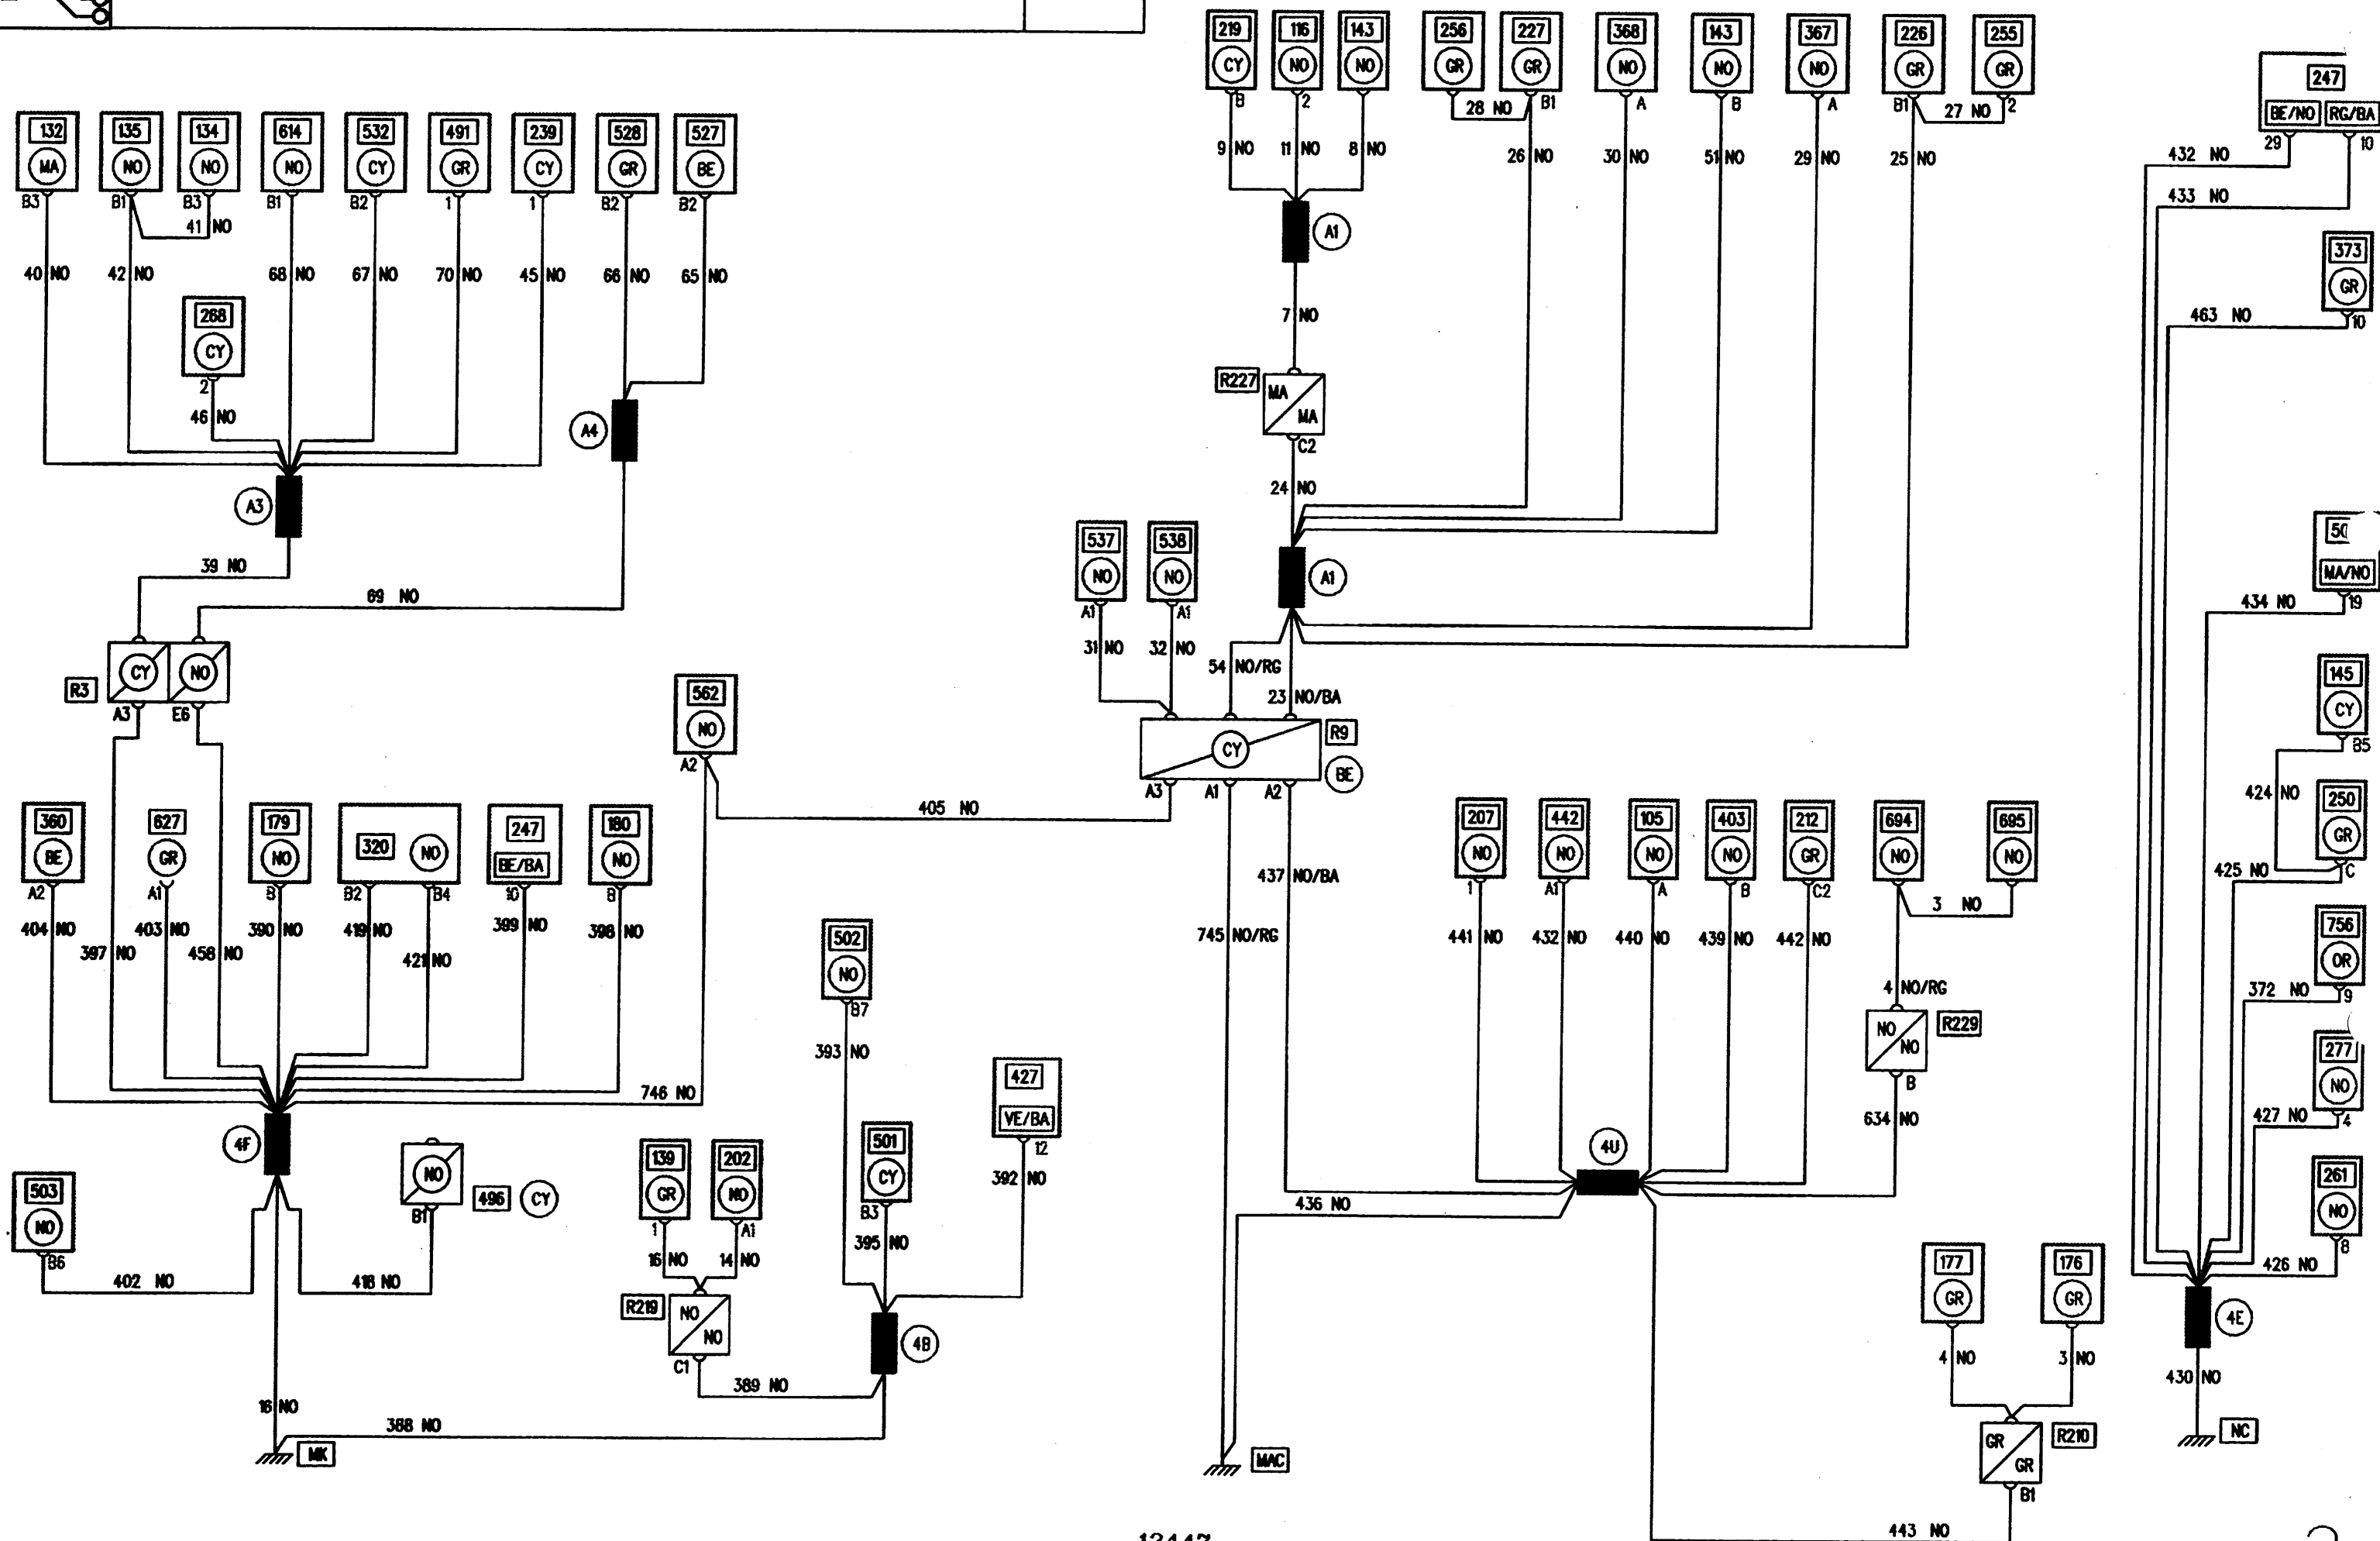 219 116 143 256 227 368 143 367 226 255
CY NO NO GR GR NO NO NO GR GR
247
B 2 28 NO B1 A B A B1 27 NO 2
BE/NO RG/BA
29 10
132 135 134 614 532 491 239 528 527
MA NO NO NO CY GR CY GR BE
9 NO 11 NO 8 NO 26 NO 30 NO 51 NO 29 NO 25 NO
432 NO
433 NO
B3 B1 B3 B1 B2 1 1 B2 B2
41 NO
A1
373
GR
10
40 NO 42 NO 68 NO 67 NO 70 NO 45 NO 66 NO 65 NO
268
CY
2
46 NO
7 NO
463 NO
R227
MA
MA
C2
A4
A3
24 NO
537 538
NO NO
A1 A1
A1
MA/NO
19
39 NO
69 NO
434 NO
31 NO 32 NO
54 NO/RG
23 NO/BA
CY NO
R3
A3 E6
562
NO
A2
145
CY
B5
R9
CY
BE
A3 A1 A2
405 NO
424 NO
250
GR
C
360 627 179 320 NO 247 180
BE GR NO BE/BA NO
A2 A1 B B2 B4 10 B
207 442 105 403 212 694 695
NO NO NO NO GR NO NO
1 A1 A B C2
3 NO
437 NO/BA
425 NO
404 NO 397 NO 403 NO 458 NO 390 NO 419 NO 421 NO 399 NO 398 NO
502
NO
B7
745 NO/RG
441 NO 432 NO 440 NO 439 NO 442 NO
756
OR
9
4 NO/RG
372 NO
NO
NO
R229
B
393 NO
427
VE/BA
12
277
NO
4
746 NO
634 NO
427 NO
4F
NO
B1
496 CY
139 202
GR NO
1 A1
501
CY
B3
392 NO
4U
503
NO
B6
261
NO
8
436 NO
16 NO 14 NO
395 NO
402 NO
418 NO
426 NO
177 176
GR GR
R219
NO
NO
C1
4B
4E
4 NO 3 NO
389 NO
430 NO
16 NO
388 NO
MK
MAC
GR
GR
R210
B1
NC
443 NO